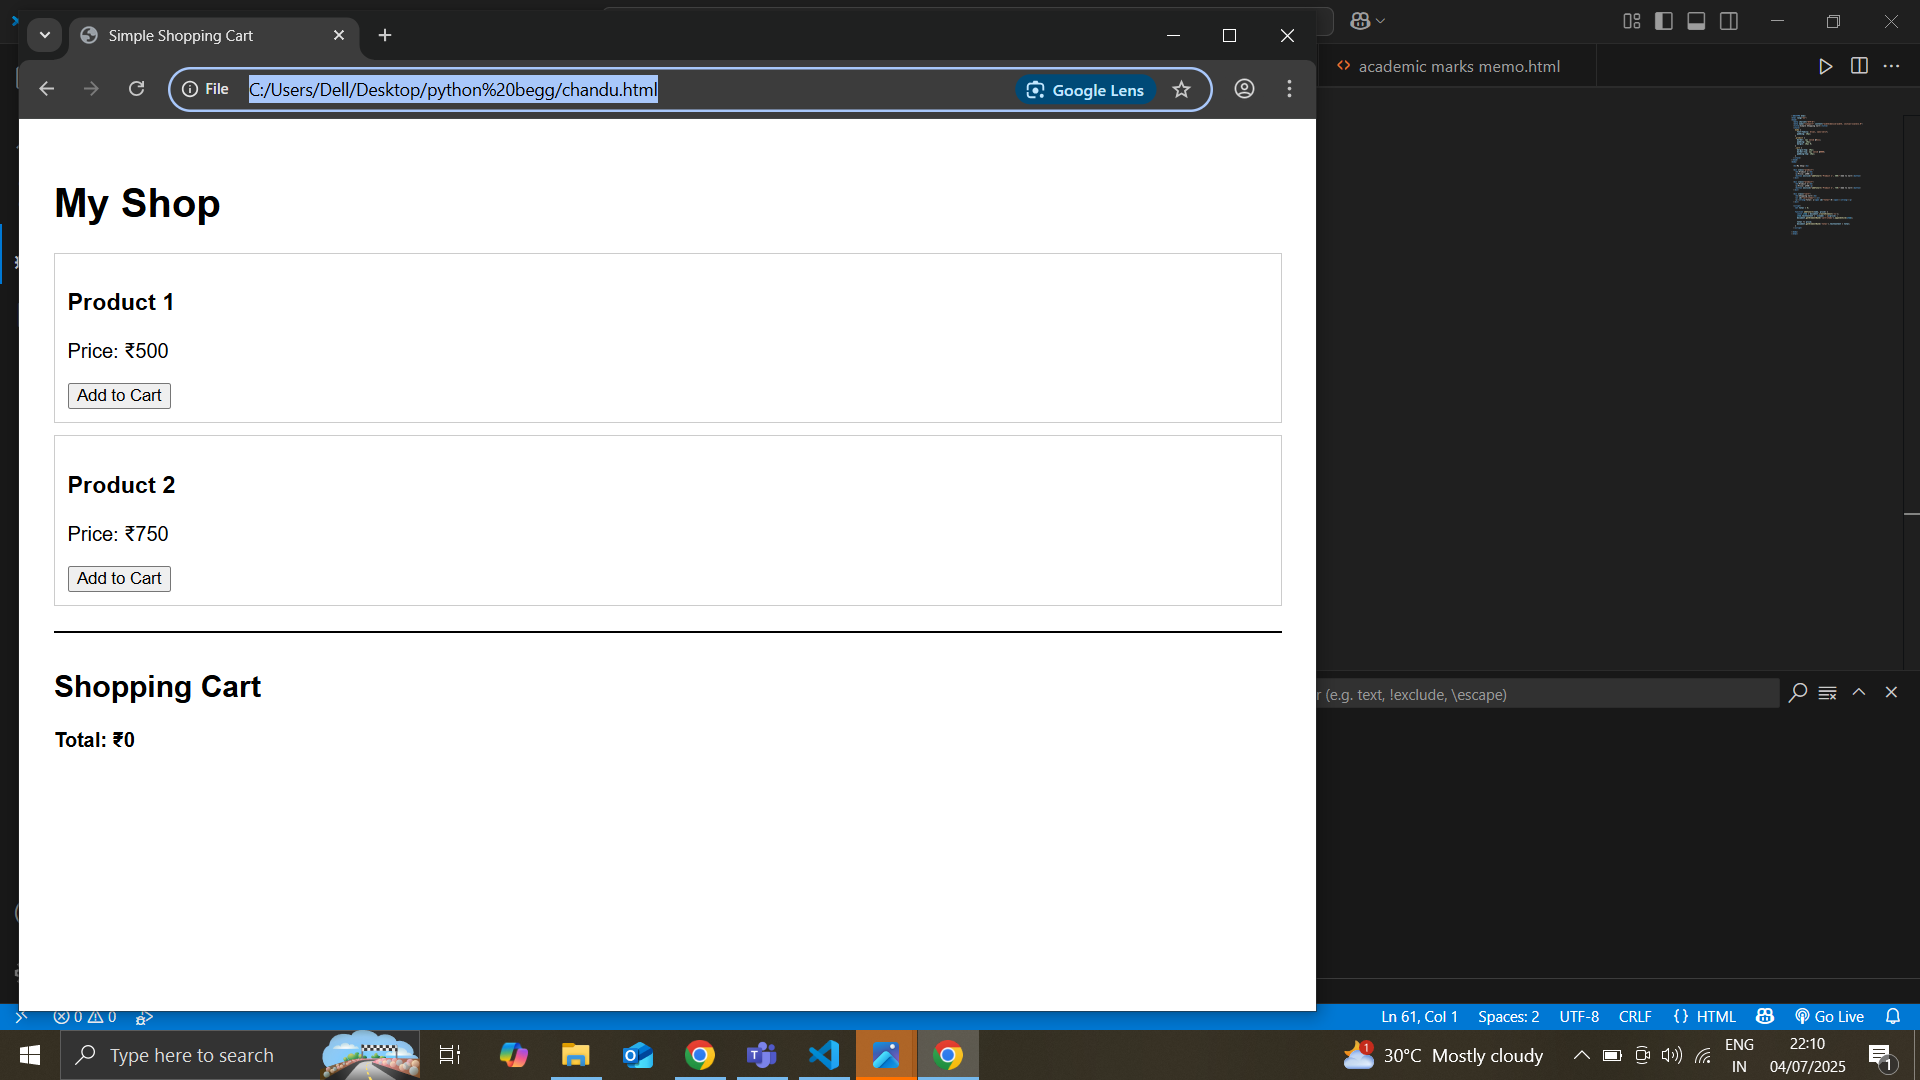 Simple Shopping Cart
academic marks memo.html
File
C:/Users/Dell/Desktop/python%20begg/chandu.html
Google Lens
My Shop
Product 1
Price: ₹500
Add to Cart
Product 2
Price: ₹750
Add to Cart
Shopping Cart
Total: ₹0
r (e.g. text, !exclude, \escape)
0 0
Ln 61, Col 1 Spaces: 2 UTF-8 CRLF {} HTML Go Live
Type here to search
1
30°C Mostly cloudy
ENG
IN
22:10
04/07/2025
1